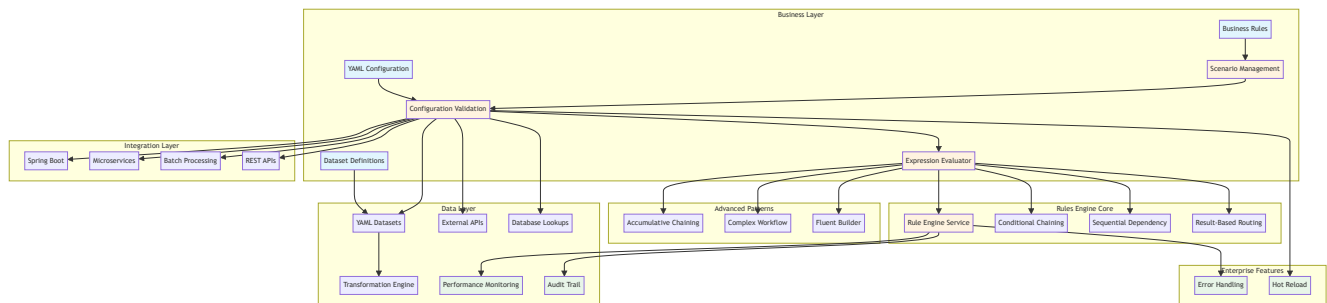 Business Layer
Business Rules
YAML Configuration
Scenario Management
Configuration Validation
Integration Layer
Spring Boot
Microservices
Batch Processing
REST APIs
Dataset Definitions
Expression Evaluator
Data Layer
YAML Datasets
External APIs
Database Lookups
Advanced Patterns
Accumulative Chaining
Complex Workflow
Fluent Builder
Rules Engine Core
Rule Engine Service
Conditional Chaining
Sequential Dependency
Result-Based Routing
Transformation Engine
Performance Monitoring
Audit Trail
Enterprise Features
Error Handling
Hot Reload